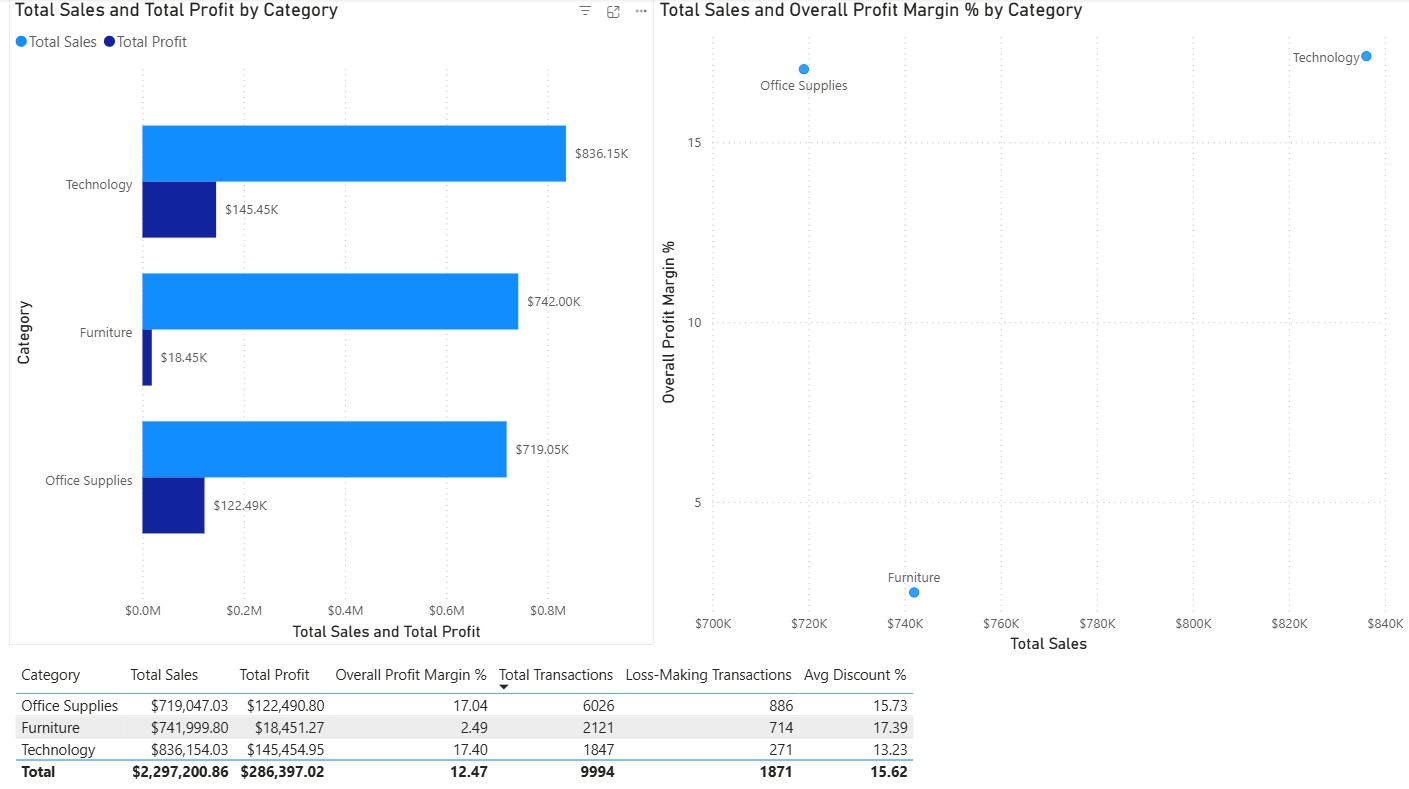 Total Sales and Total Profit by Category
Total Sales Total Profit
Category
Technology
$836.15K
$145.45K
Furniture
$742.00K
$18.45K
Office Supplies
$719.05K
$122.49K
$0.0M $0.2M $0.4M $0.6M $0.8M
Total Sales and Total Profit
Total Sales and Overall Profit Margin % by Category
Overall Profit Margin %
Technology
Office Supplies
15
10
5
Furniture
$700K $720K $740K $760K $780K $800K $820K $840K
Total Sales
Category Total Sales Total Profit Overall Profit Margin % Total Transactions Loss-Making Transactions Avg Discount %
Office Supplies $719,047.03 $122,490.80 17.04 6026 886 15.73
Furniture $741,999.80 $18,451.27 2.49 2121 714 17.39
Technology $836,154.03 $145,454.95 17.40 1847 271 13.23
Total $2,297,200.86 $286,397.02 12.47 9994 1871 15.62